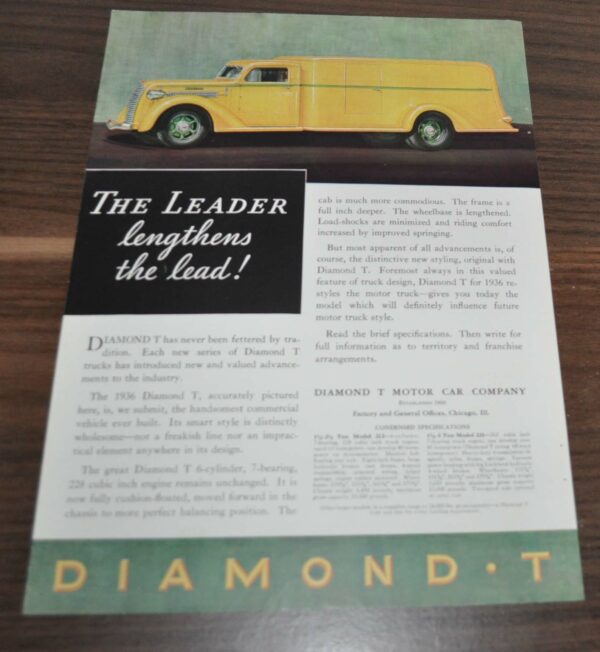 THE LEADER
lengthens
the lead!
DIAMOND T has never been fettered by tra-
dition. Each new series of Diamond T
trucks has introduced new and valued advance-
ments to the industry.
The 1936 Diamond T, accurately pictured
here, is, we submit, the handsomest commercial
vehicle ever built. Its smart style is distinctly
wholesome—not a freakish line nor an imprac-
tical element anywhere in its design.
The great Diamond T 6-cylinder, 7-bearing,
228 cubic inch engine remains unchanged. It is
now fully cushion-floated, moved forward in the
chassis to more perfect balancing position. The
cab is much more commodious. The frame is a
full inch deeper. The wheelbase is lengthened.
Load-shocks are minimized and riding comfort
increased by improved springing.
But most apparent of all advancements is, of
course, the distinctive new styling, original with
Diamond T. Foremost always in this valued
feature of truck design, Diamond T for 1936 re-
styles the motor truck—gives you today the
model which will definitely influence future
motor truck style.
Read the brief specifications. Then write for
full information as to territory and franchise
arrangements.
DIAMOND T MOTOR CAR COMPANY
Factory and General Offices, Chicago, Ill.
CONDENSED SPECIFICATIONS
DIAMOND · T